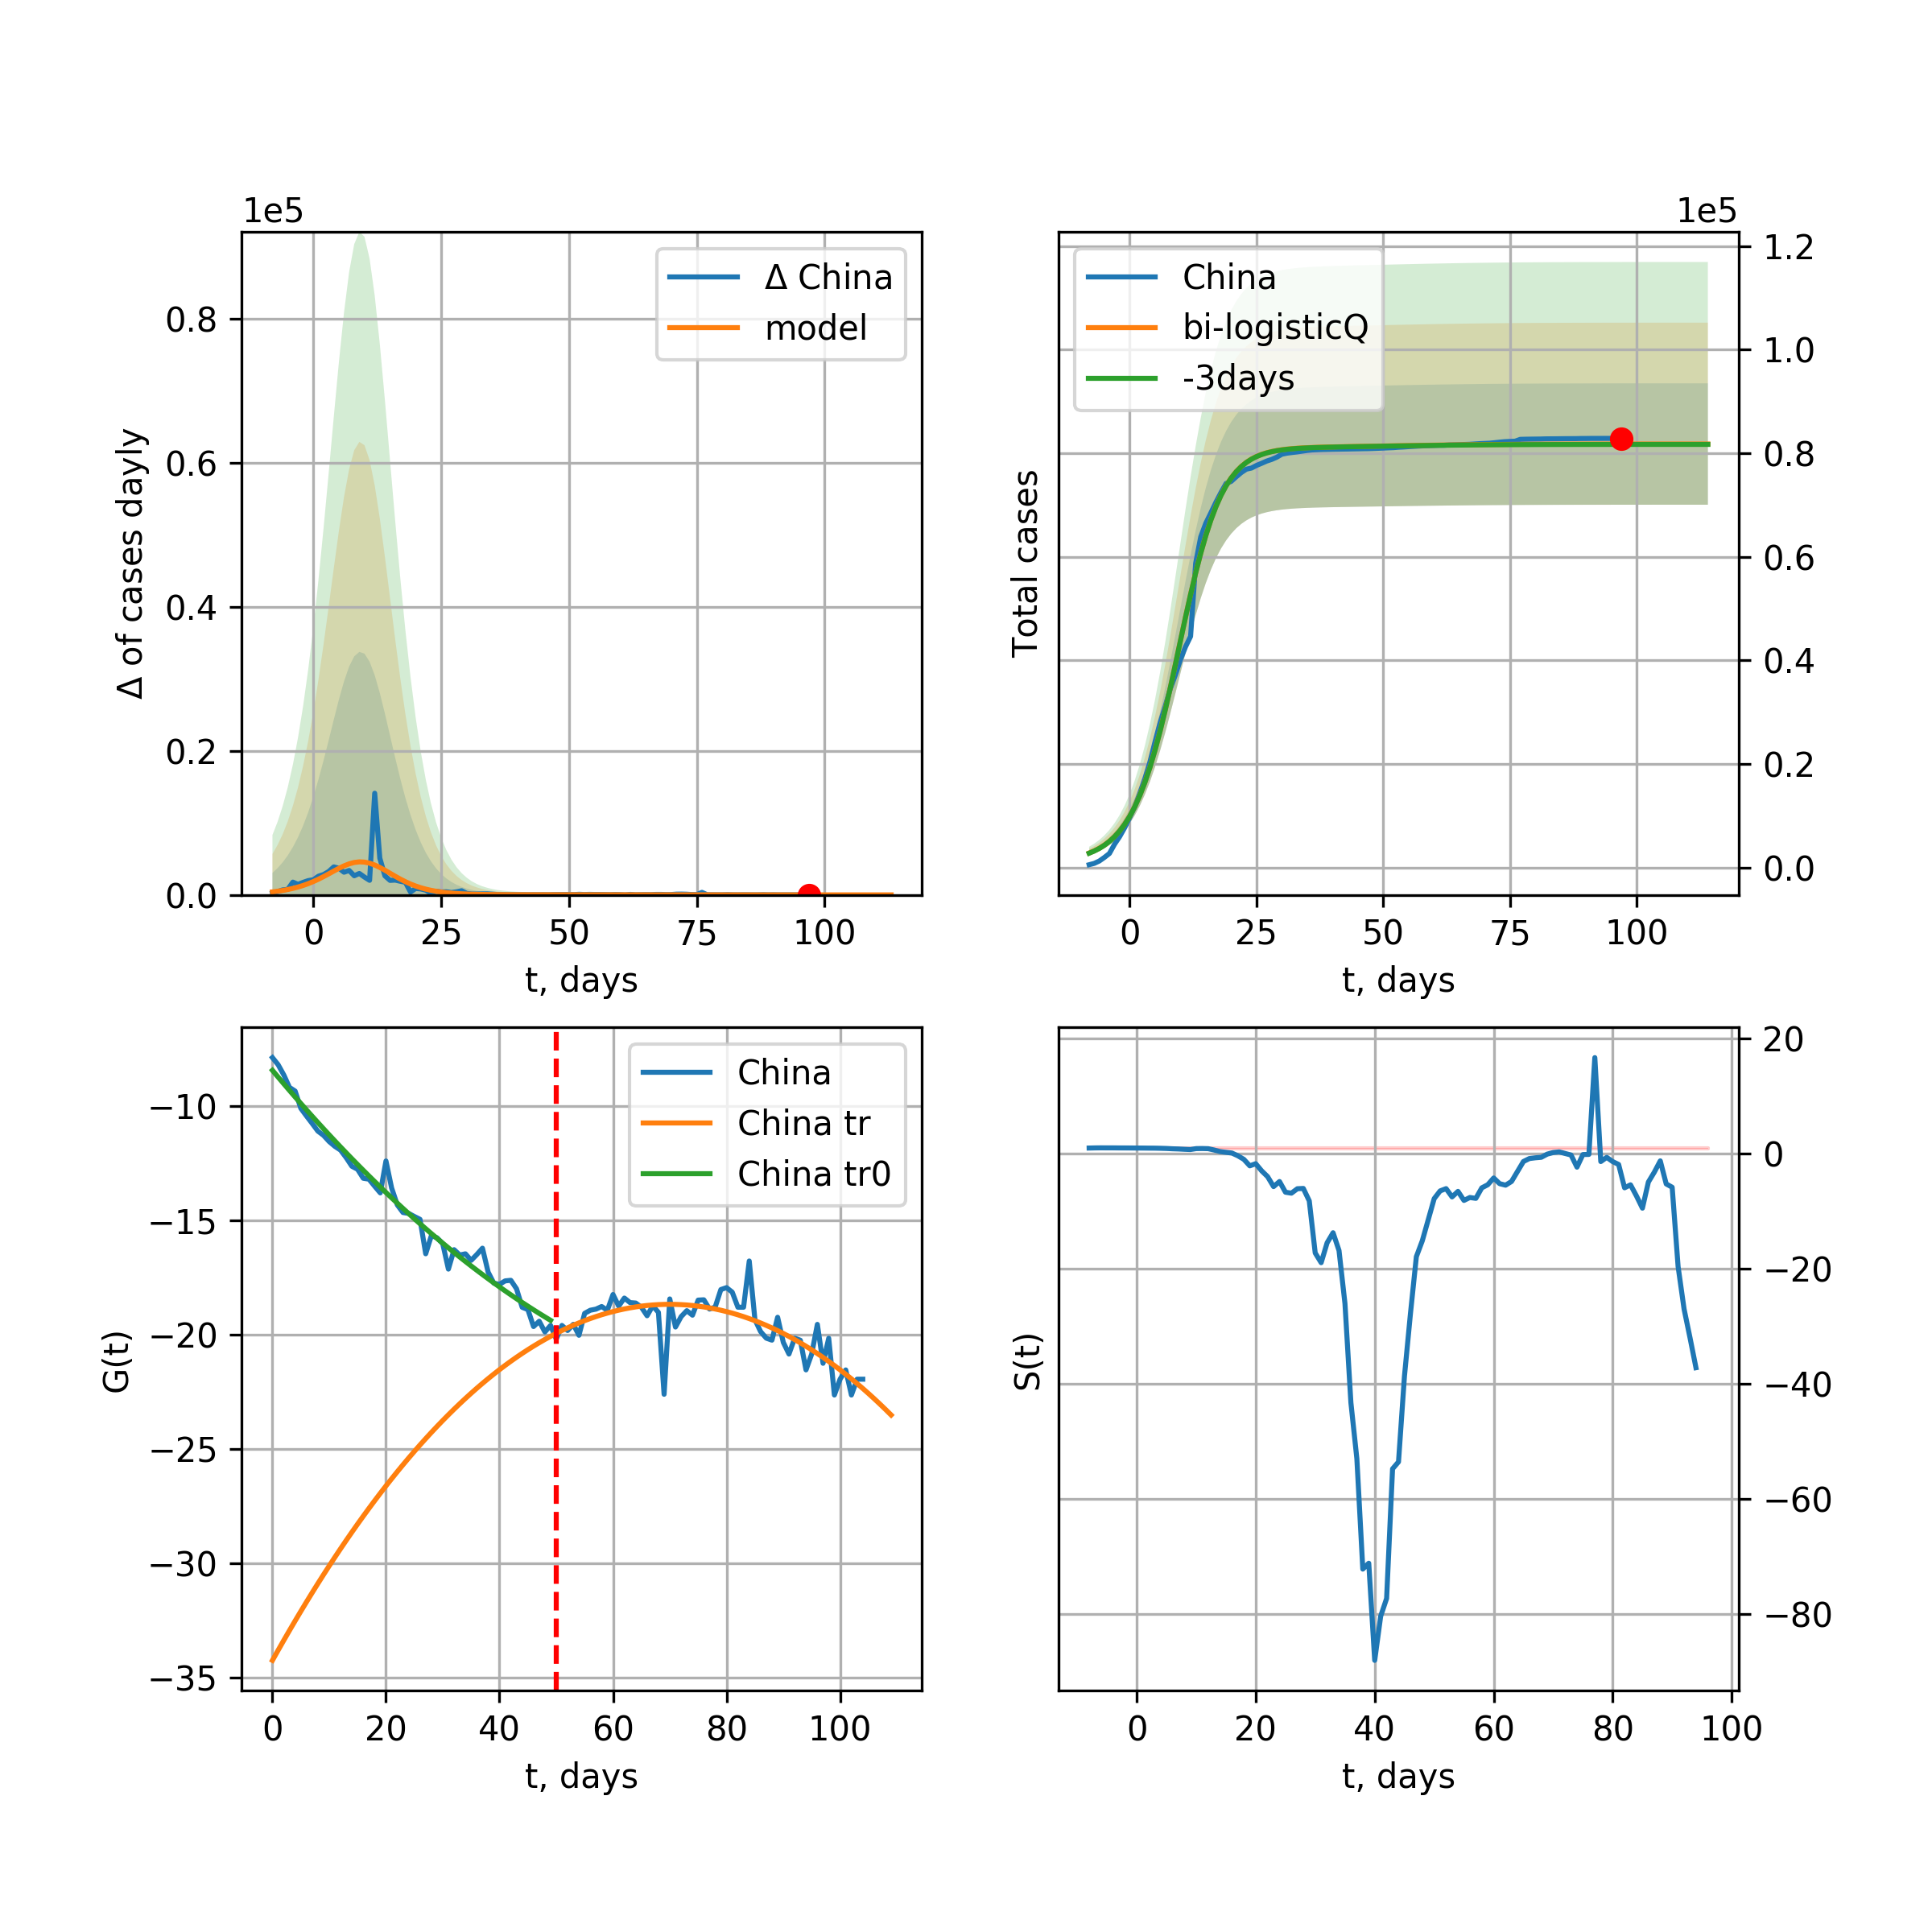 1e5
Δ China
model
0.8
0.6
0.4
0.2
0.0
Δ of cases dayly
0 25 50 75 100
t, days
1e5
China
bi-logisticQ
-3days
1.2
1.0
0.8
0.6
0.4
0.2
0.0
Total cases
0 25 50 75 100
t, days
China
China tr
China tr0
−10
−15
−20
−25
−30
−35
G(t)
0 20 40 60 80 100
t, days
20
0
−20
−40
−60
−80
S(t)
0 20 40 60 80 100
t, days